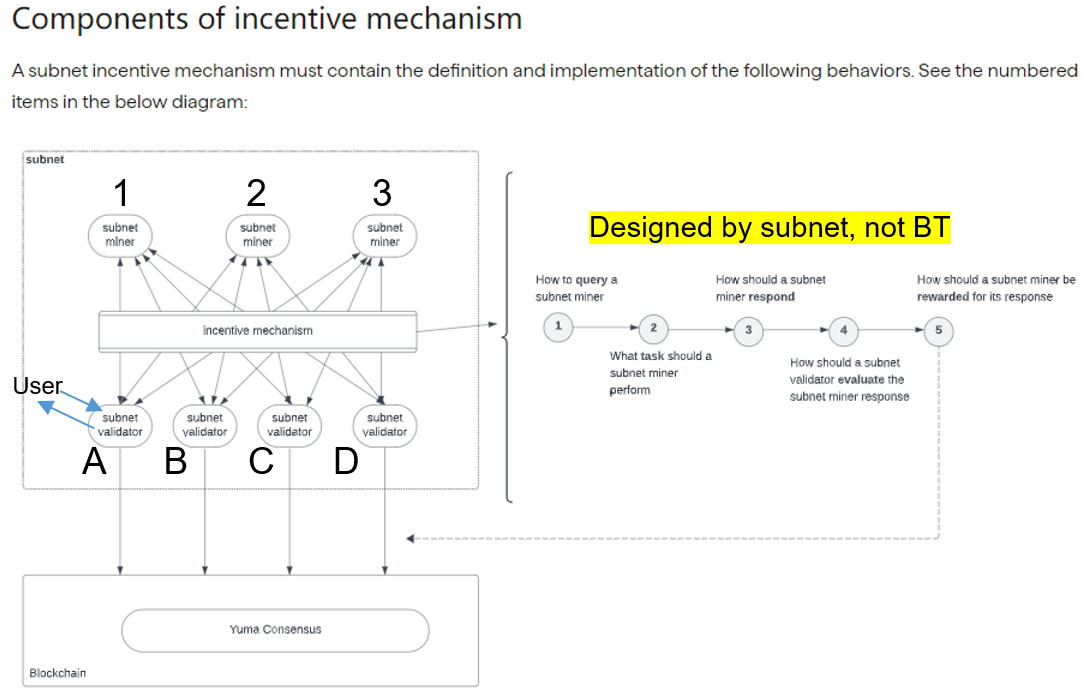 Components of incentive mechanism
A subnet incentive mechanism must contain the definition and implementation of the following behaviors. See the numbered
items in the below diagram:
subnet
1
2
3
subnet
miner
subnet
miner
subnet
miner
incentive mechanism
User
subnet
validator
subnet
validator
subnet
validator
subnet
validator
A
B
C
D
Yuma Consensus
Blockchain
Designed by subnet, not BT
How to query a
subnet miner
How should a subnet
miner respond
How should a subnet miner be
rewarded for its response
1
2
3
4
5
What task should a
subnet miner
perform
How should a subnet
validator evaluate the
subnet miner response